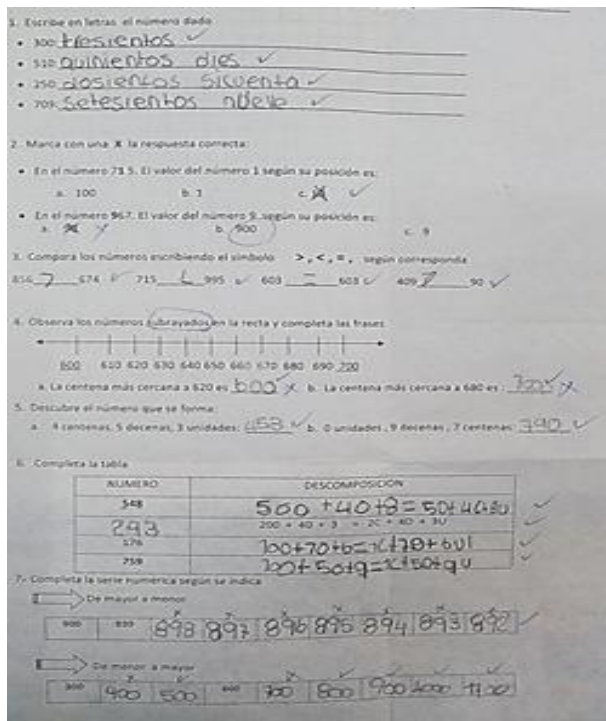 1. Escribe en letras el número dado
• 300 tresientos
• 510 quinientos dies
• 250 dosientos sicuenta
• 709 setesientos nueve
2. Marca con una X la respuesta correcta:
• En el número 715. El valor del número 1 según su posición es:
a. 100 b. 1 c.
• En el número 967. El valor del número 9 según su posición es:
a. b. 900 c. 9
3. Compara los números escribiendo el símbolo >, <, =, según corresponda
856 > 674 715 < 995 603 = 603 409 > 90
4. Observa los números subrayados en la recta y completa las frases
600 610 620 630 640 650 660 670 680 690 700
a. La centena más cercana a 620 es 600 b. La centena más cercana a 680 es: 700
5. Descubre el número que se forma:
a. 4 centenas, 5 decenas, 3 unidades: 453 b. 0 unidades, 9 decenas, 7 centenas: 790
6. Completa la tabla
NUMERO DESCOMPOSICIÓN
548 500 +40+8=
293 200 + 40 + 3 = 2C + 4D + 3U
176 100+70+6=
759
7- Completa la serie numérica según se indica
De mayor a menor
900 898 897 896 895 894 893 892
De menor a mayor
300 400 500 600 700 800 900 1000 1100